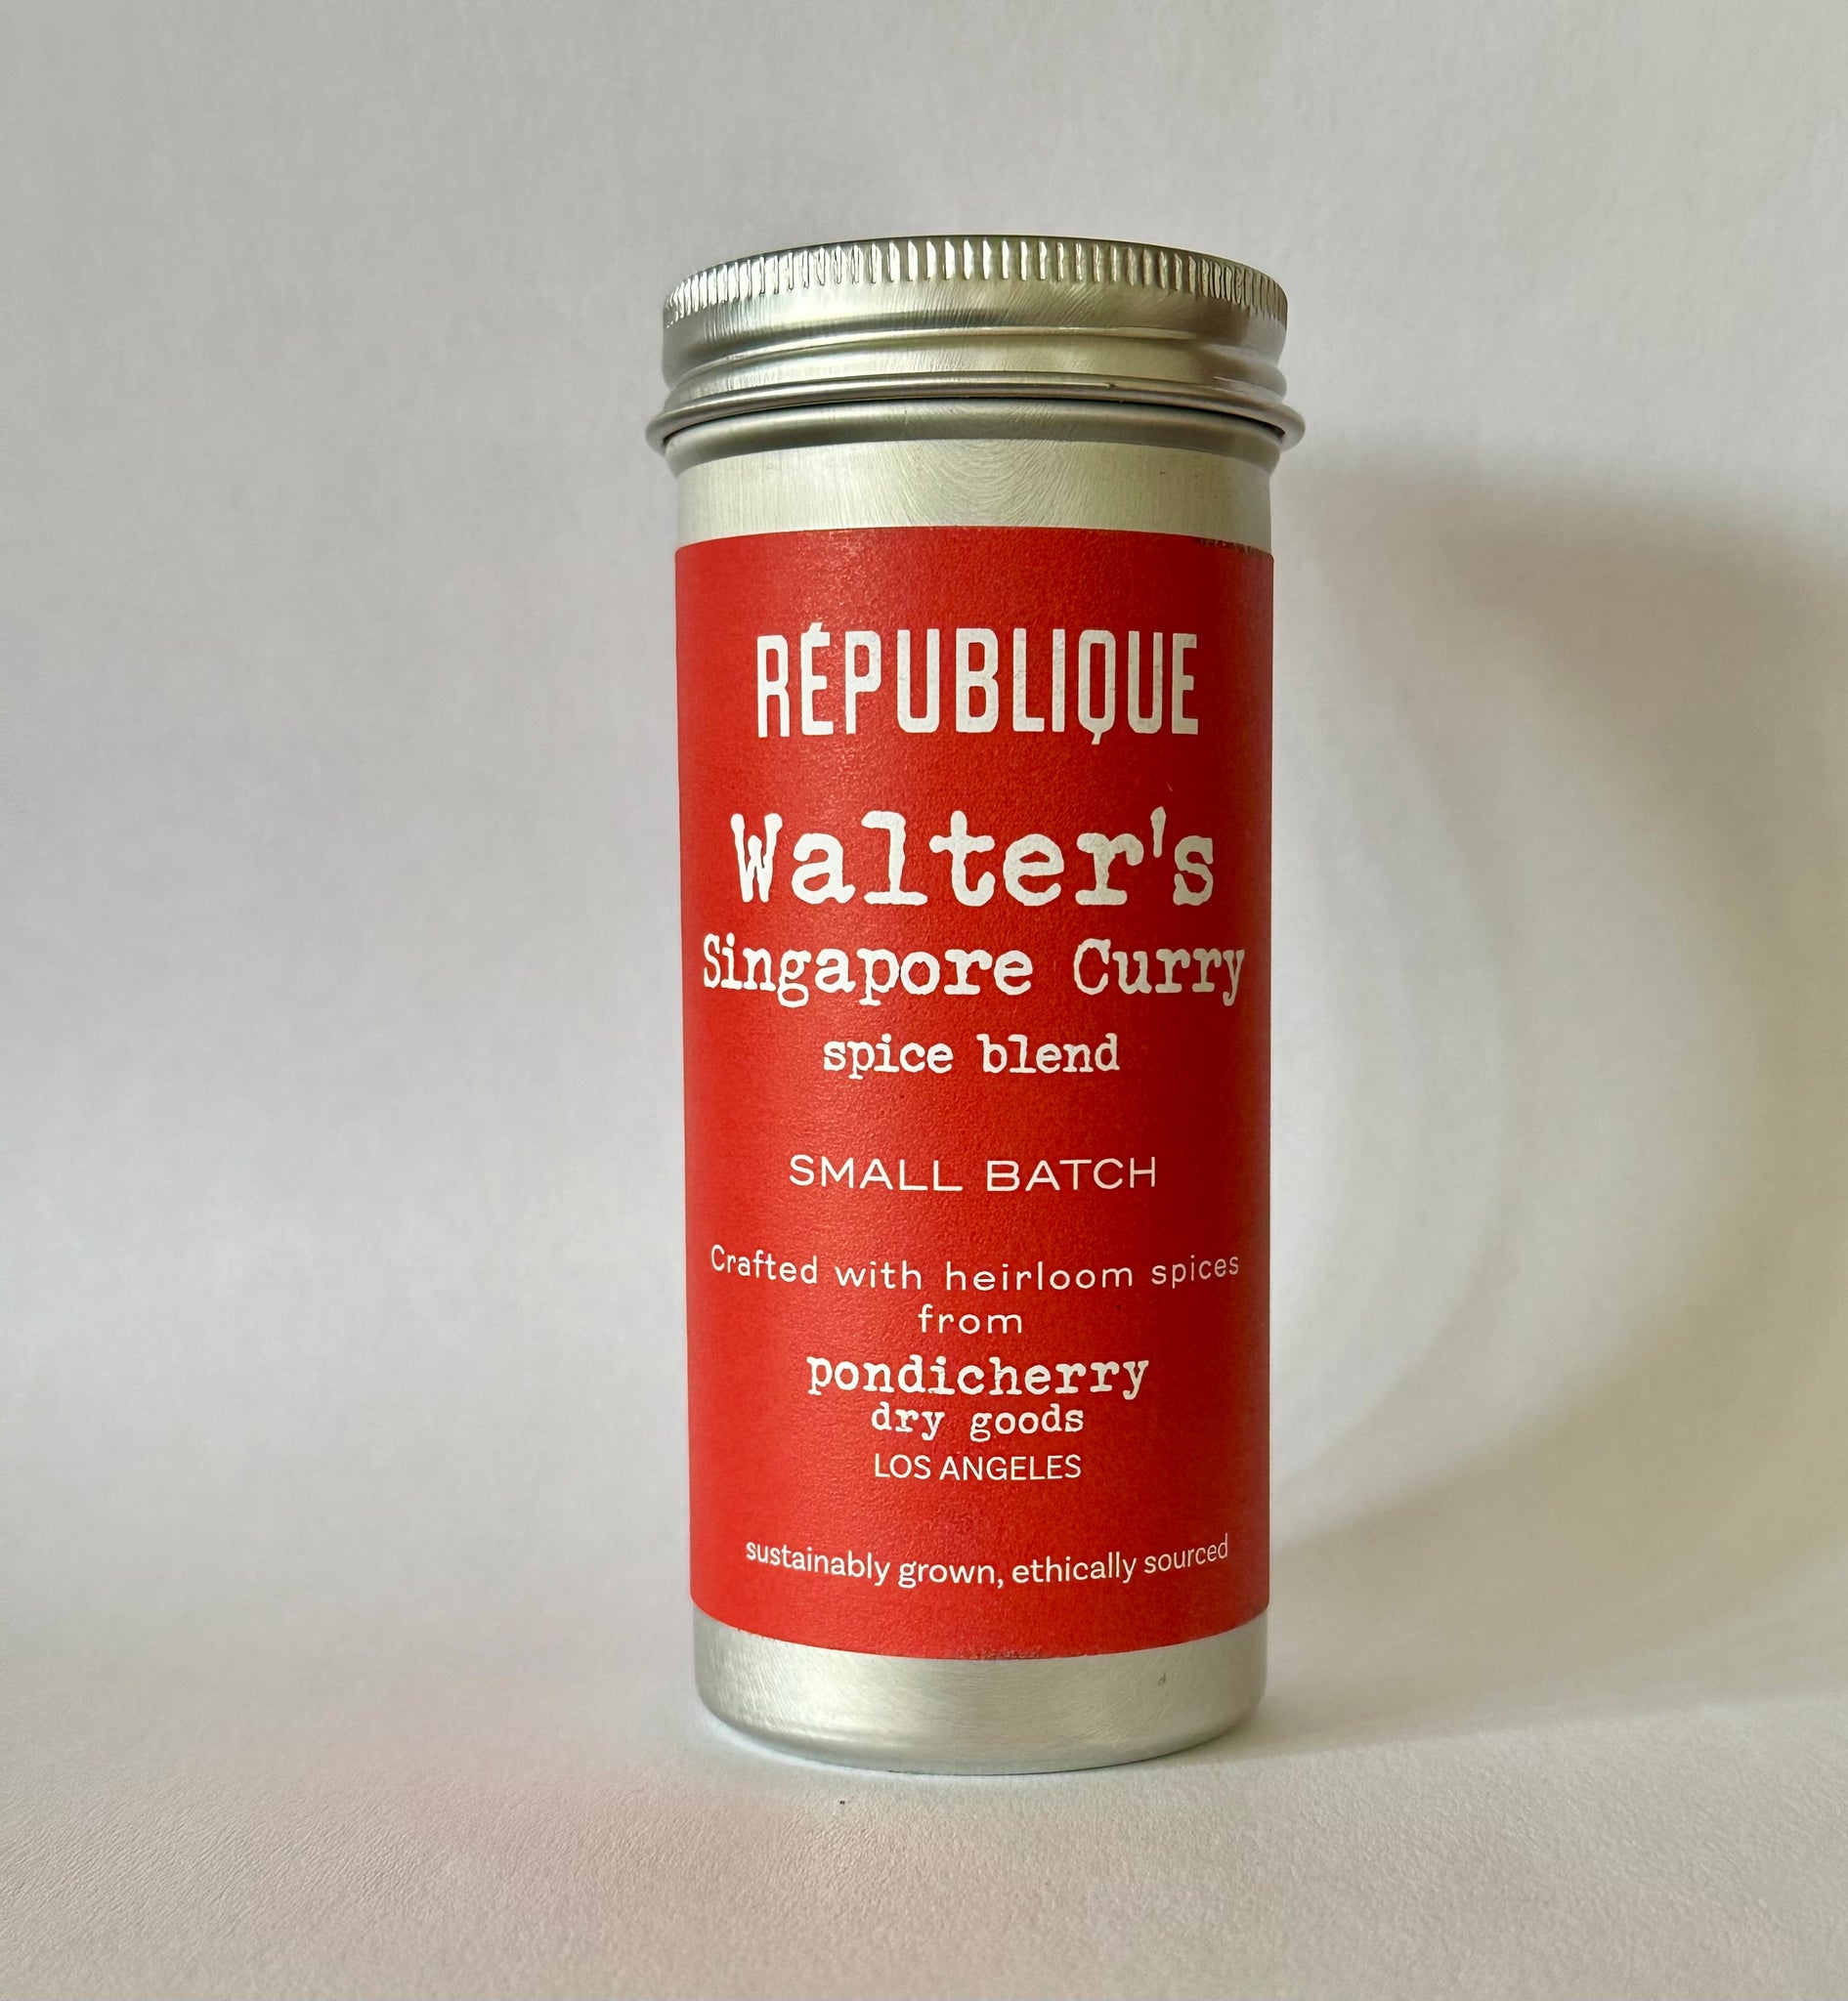 RÉPUBLIQUE
Walter's
Singapore Curry
spice blend
SMALL BATCH
Crafted with heirloom spices
from
pondicherry
dry goods
LOS ANGELES
sustainably grown, ethically sourced